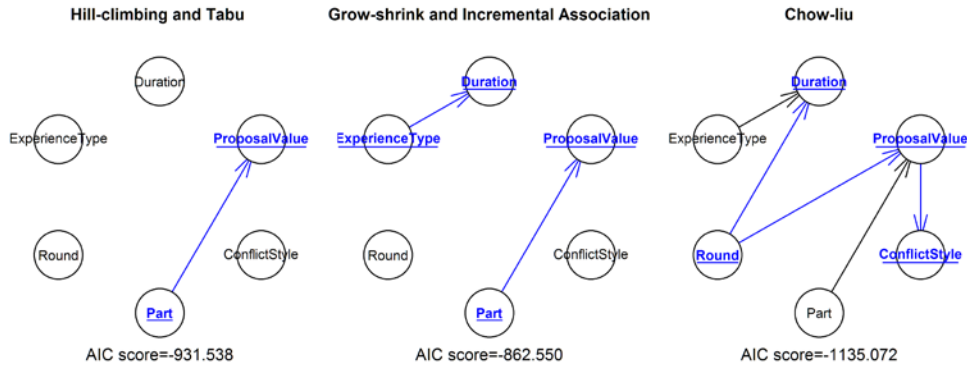 Hill-climbing and Tabu
Duration
ExperienceType
ProposalValue
Round
ConflictStyle
Part
AIC score=-931.538
Grow-shrink and Incremental Association
Duration
ExperienceType
ProposalValue
Round
ConflictStyle
Part
AIC score=-862.550
Chow-liu
Duration
ExperienceType
ProposalValue
Round
ConflictStyle
Part
AIC score=-1135.072